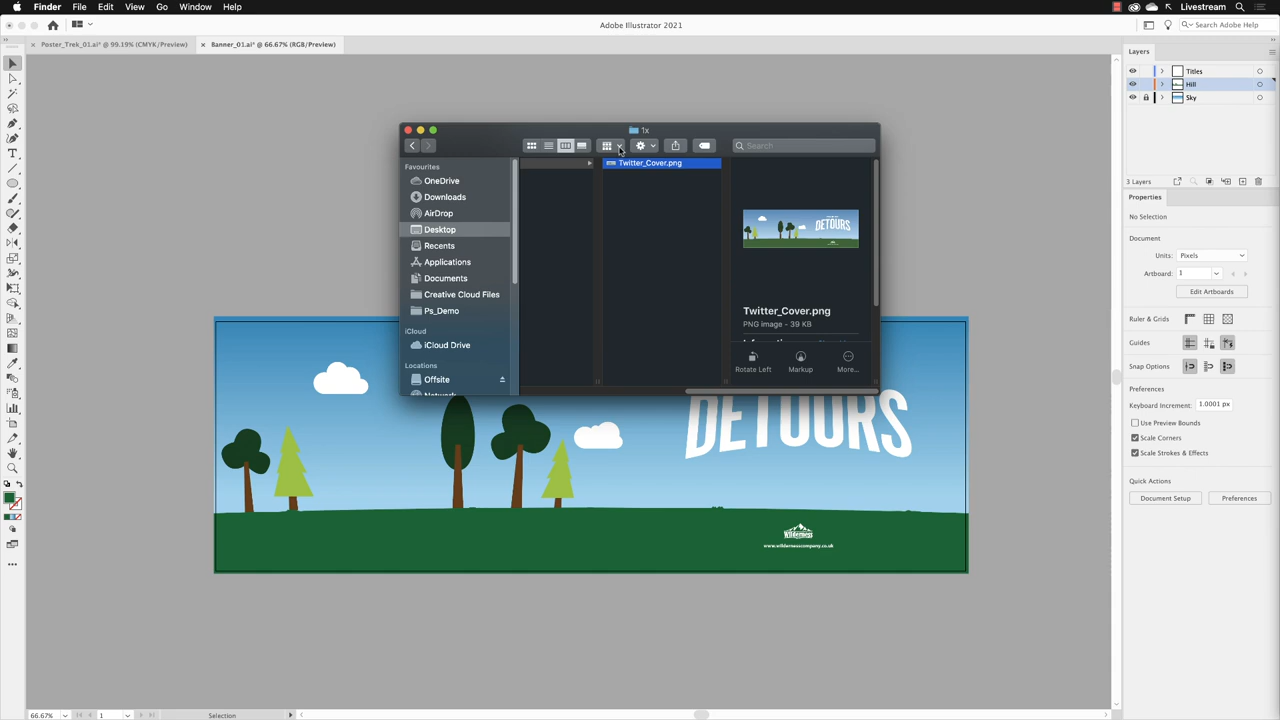 Finder File Edit View Go Window Help Livestream
Adobe Illustrator 2021
Search Adobe Help
Poster_Trek_01.ai* @ 99.19% (CMYK/Preview)
Banner_01.ai* @ 66.67% (RGB/Preview)
1x
Search
Favourites
OneDrive
Downloads
AirDrop
Desktop
Recents
Applications
Documents
Creative Cloud Files
Ps_Demo
iCloud
iCloud Drive
Locations
Offsite
Twitter_Cover.png
DETOURS
Twitter_Cover.png
PNG image - 39 KB
Rotate Left
Markup
More...
DETOURS
Wilderness
www.wildernesscompany.co.uk
Layers
Titles
Hill
Sky
3 Layers
Properties
No Selection
Document
Units: Pixels
Artboard: 1
Edit Artboards
Ruler & Grids
Guides
Snap Options
Preferences
Keyboard Increment: 1.0001 px
Use Preview Bounds
Scale Corners
Scale Strokes & Effects
Quick Actions
Document Setup
Preferences
66.67%
1
Selection